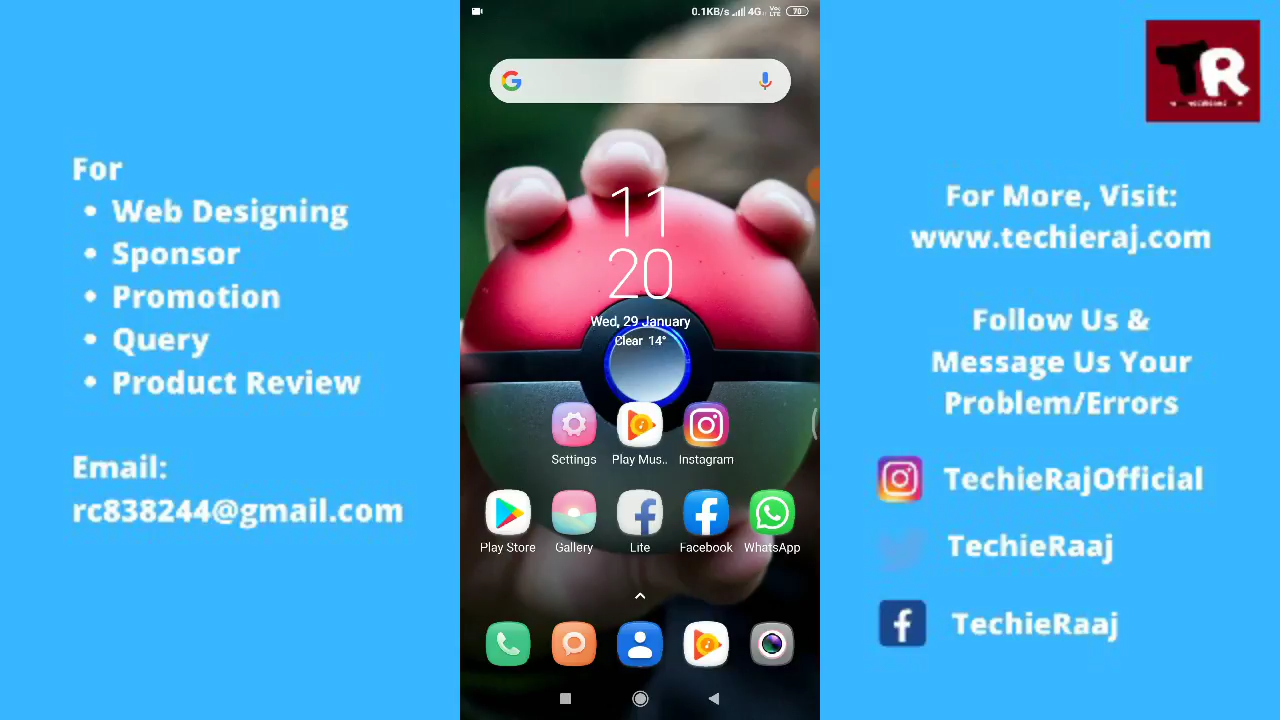 For
• Web Designing
• Sponsor
• Promotion
• Query
• Product Review
Email:
rc838244@gmail.com
0.1KB/s 4G Vo LTE 70
11
20
Wed, 29 January
Clear 14°
Settings Play Mus.. Instagram
Play Store Gallery Lite Facebook WhatsApp
TR
For More, Visit:
www.techieraj.com
Follow Us &
Message Us Your
Problem/Errors
TechieRajOfficial
TechieRaaj
TechieRaaj